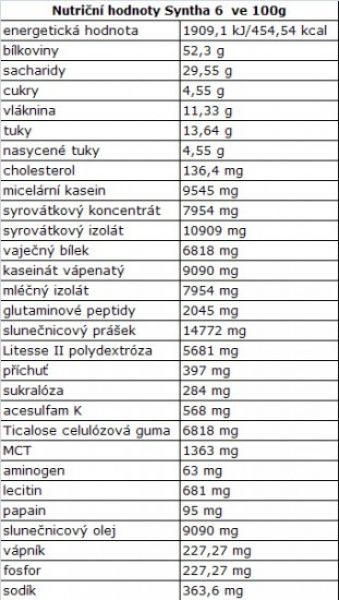 Nutriční hodnoty Syntha 6 ve 100g
energetická hodnota 1909,1 kJ/454,54 kcal
bílkoviny 52,3 g
sacharidy 29,55 g
cukry 4,55 g
vláknina 11,33 g
tuky 13,64 g
nasycené tuky 4,55 g
cholesterol 136,4 mg
micelární kasein 9545 mg
syrovátkový koncentrát 7954 mg
syrovátkový izolát 10909 mg
vaječný bílek 6818 mg
kaseinát vápenatý 9090 mg
mléčný izolát 7954 mg
glutaminové peptidy 2045 mg
slunečnicový prášek 14772 mg
Litesse II polydextróza 5681 mg
příchuť 397 mg
sukralóza 284 mg
acesulfam K 568 mg
Ticalose celulózová guma 6818 mg
MCT 1363 mg
aminogen 63 mg
lecitin 681 mg
papain 95 mg
slunečnicový olej 9090 mg
vápník 227,27 mg
fosfor 227,27 mg
sodík 363,6 mg